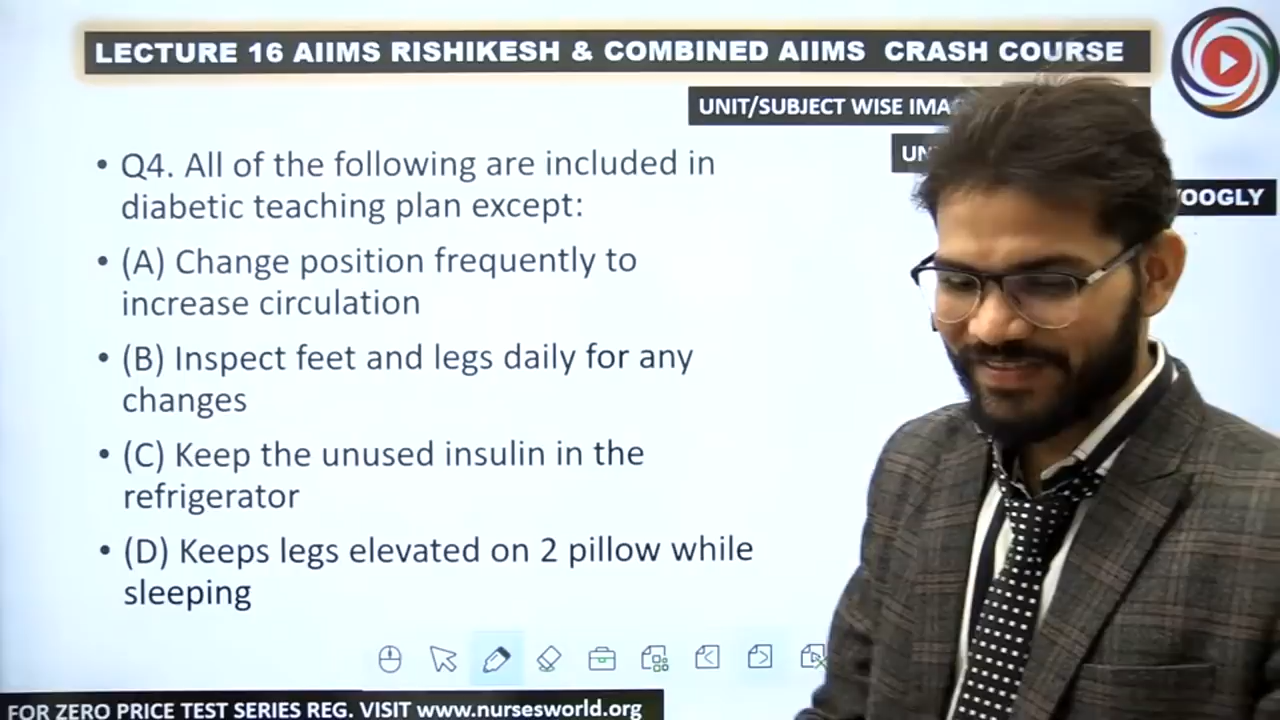 LECTURE 16 AIIMS RISHIKESH & COMBINED AIIMS CRASH COURSE
UNIT/SUBJECT WISE
• Q4. All of the following are included in
diabetic teaching plan except:
• (A) Change position frequently to
increase circulation
• (B) Inspect feet and legs daily for any
changes
• (C) Keep the unused insulin in the
refrigerator
• (D) Keeps legs elevated on 2 pillow while
sleeping
FOR ZERO PRICE TEST SERIES REG. VISIT www.nursesworld.org